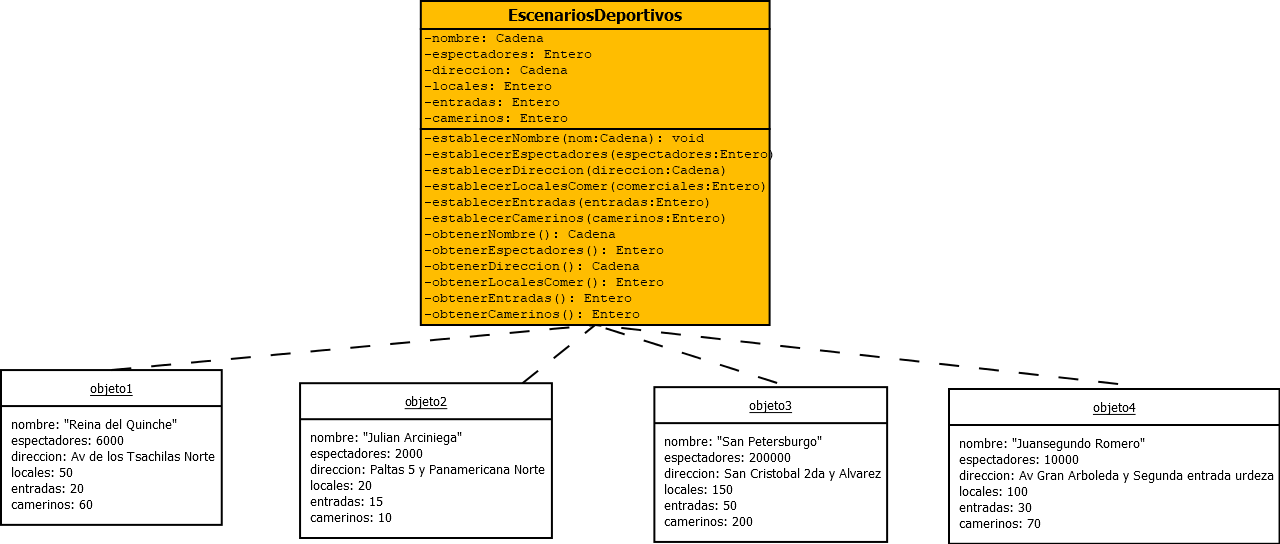 EscenariosDeportivos
-nombre: Cadena
-espectadores: Entero
-direccion: Cadena
-locales: Entero
-entradas: Entero
-camerinos: Entero
-establecerNombre(nom:Cadena): void
-establecerEspectadores(espectadores:Entero)
-establecerDireccion(direccion:Cadena)
-establecerLocalesComer(comerciales:Entero)
-establecerEntradas(entradas:Entero)
-establecerCamerinos(camerinos:Entero)
-obtenerNombre(): Cadena
-obtenerEspectadores(): Entero
-obtenerDireccion(): Cadena
-obtenerLocalesComer(): Entero
-obtenerEntradas(): Entero
-obtenerCamerinos(): Entero
objeto1
nombre: "Reina del Quinche"
espectadores: 6000
direccion: Av de los Tsachilas Norte
locales: 50
entradas: 20
camerinos: 60
objeto2
nombre: "Julian Arciniega"
espectadores: 2000
direccion: Paltas 5 y Panamericana Norte
locales: 20
entradas: 15
camerinos: 10
objeto3
nombre: "San Petersburgo"
espectadores: 200000
direccion: San Cristobal 2da y Alvarez
locales: 150
entradas: 50
camerinos: 200
objeto4
nombre: "Juansegundo Romero"
espectadores: 10000
direccion: Av Gran Arboleda y Segunda entrada urdeza
locales: 100
entradas: 30
camerinos: 70